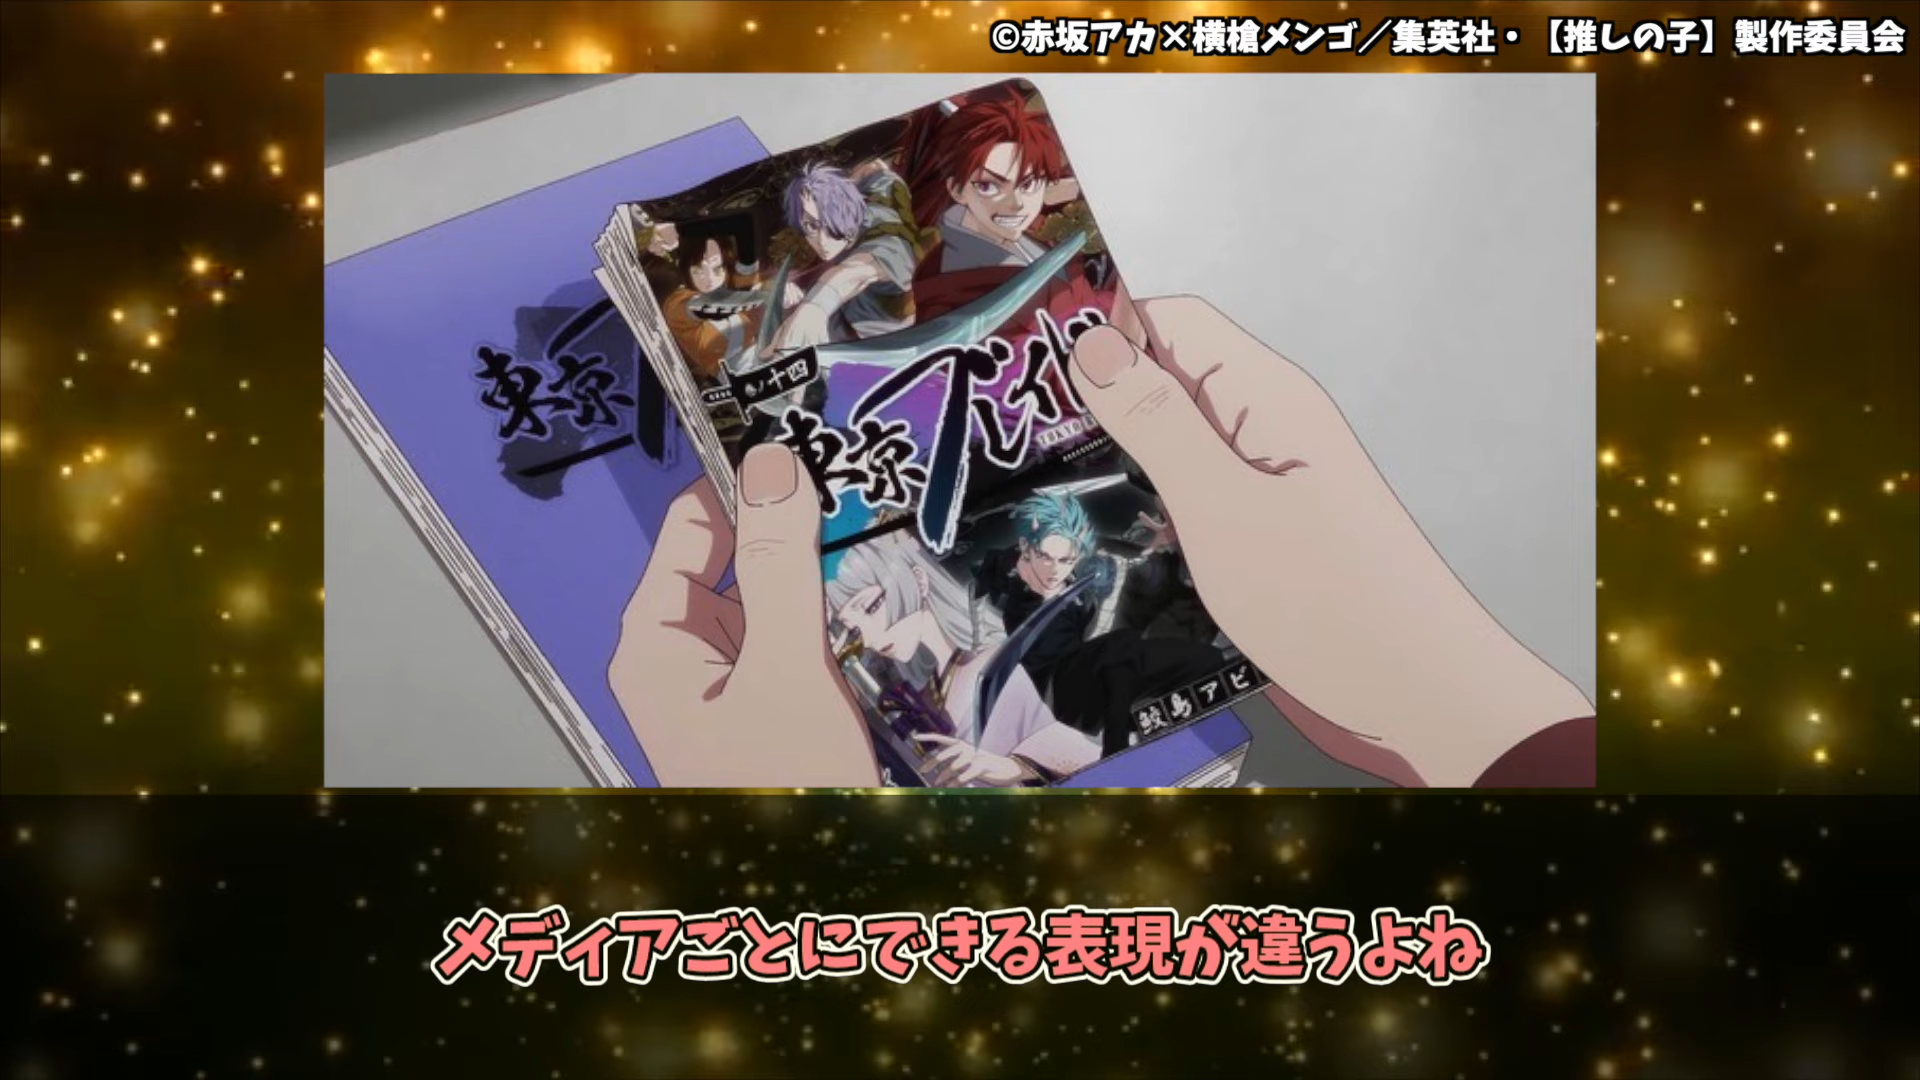 ©赤坂アカ×横槍メンゴ／集英社・【推しの子】製作委員会
巻ノ十四
東京ブレイド
東京
鮫島アビ
メディアごとにできる表現が違うよね